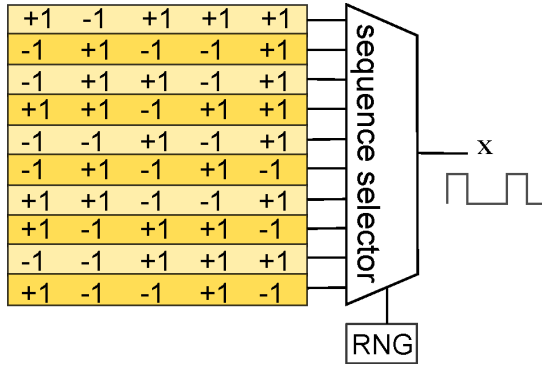 +1 -1 +1 +1 +1
-1 +1 -1 -1 +1
-1 +1 +1 -1 +1
+1 +1 -1 +1 +1
-1 -1 +1 -1 +1
-1 +1 -1 +1 -1
+1 +1 -1 -1 +1
+1 -1 +1 +1 -1
-1 -1 +1 +1 +1
+1 -1 -1 +1 -1
sequence selector
x
RNG